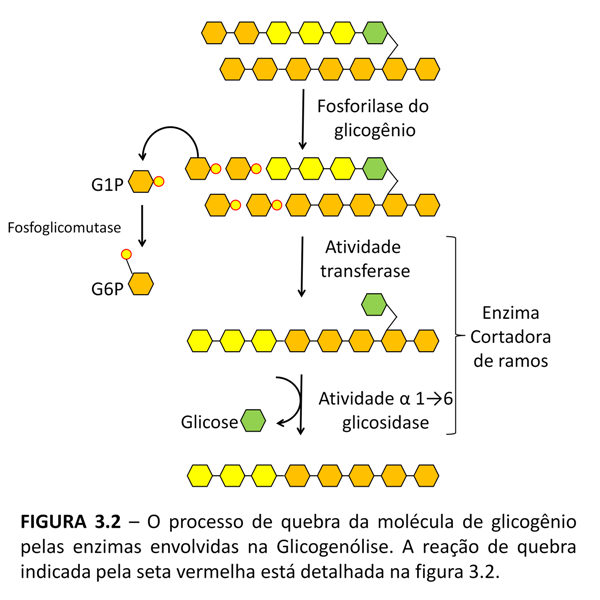 Fosforilase do
glicogênio
G1P
Fosfoglicomutase
G6P
Atividade
transferase
Enzima
Cortadora
de ramos
Atividade α 1→6
glicosidase
Glicose
FIGURA 3.2 – O processo de quebra da molécula de glicogênio
pelas enzimas envolvidas na Glicogenólise. A reação de quebra
indicada pela seta vermelha está detalhada na figura 3.2.